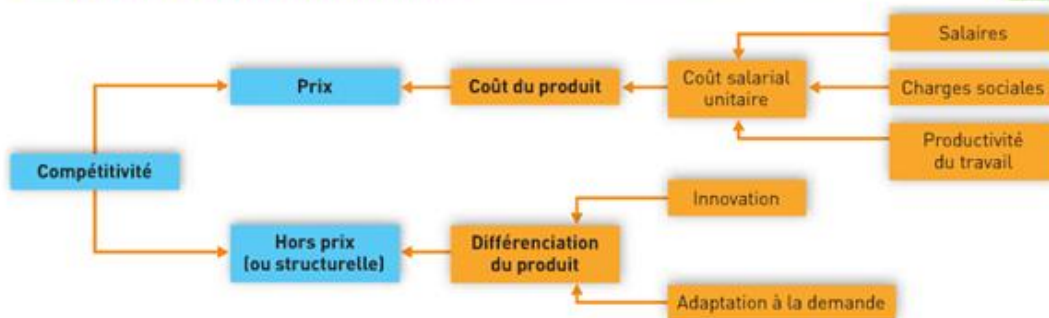 Salaires
Prix
Coût du produit
Coût salarial
unitaire
Charges sociales
Productivité
du travail
Compétitivité
Innovation
Hors prix
(ou structurelle)
Différenciation
du produit
Adaptation à la demande